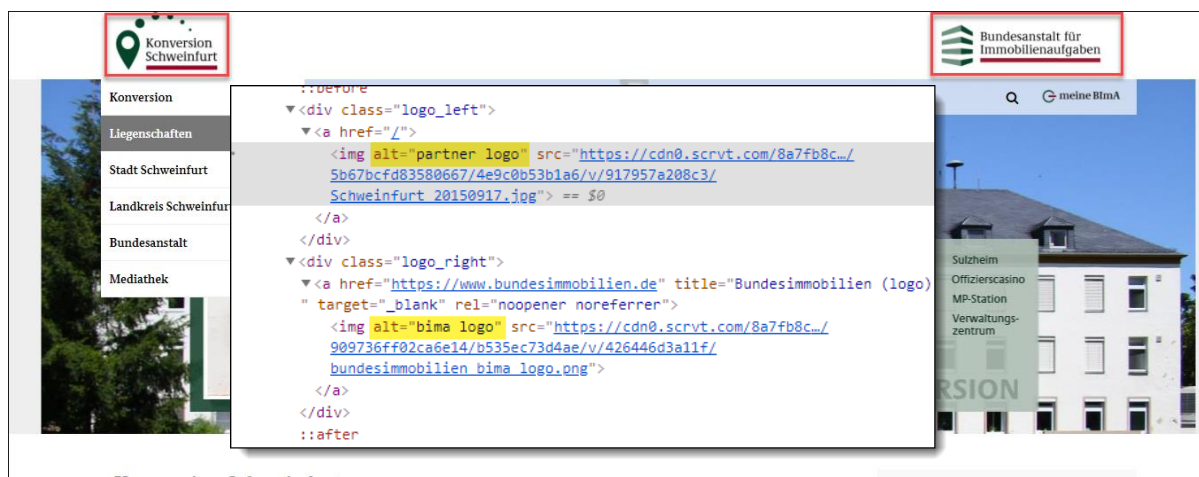 Konversion
Schweinfurt
Bundesanstalt für
Immobilienaufgaben
Konversion
Liegenschaften
Stadt Schweinfurt
Landkreis Schweinfur
Bundesanstalt
Mediathek
meine BImA
::before
▼<div class="logo_left">
▼<a href="/">
<img alt="partner logo" src="https://cdn0.scrvt.com/8a7fb8c…/
5b67bcfd83580667/4e9c0b53b1a6/v/917957a208c3/
Schweinfurt_20150917.jpg"> == $0
</a>
</div>
▼<div class="logo_right">
▼<a href="https://www.bundesimmobilien.de" title="Bundesimmobilien (logo)
" target="_blank" rel="noopener noreferrer">
<img alt="bima logo" src="https://cdn0.scrvt.com/8a7fb8c…/
909736ff02ca6e14/b535ec73d4ae/v/426446d3a11f/
bundesimmobilien_bima_logo.png">
</a>
</div>
::after
Sulzheim
Offizierscasino
MP-Station
Verwaltungs-
zentrum
RSION